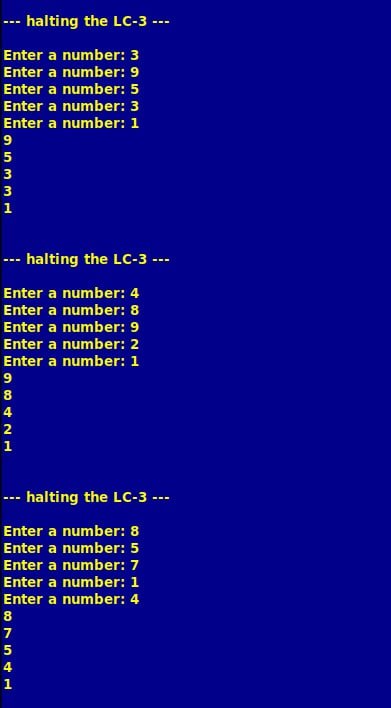 --- halting the LC-3 ---
Enter a number: 3
Enter a number: 9
Enter a number: 5
Enter a number: 3
Enter a number: 1
9
5
3
3
1
--- halting the LC-3 ---
Enter a number: 4
Enter a number: 8
Enter a number: 9
Enter a number: 2
Enter a number: 1
9
8
4
2
1
--- halting the LC-3 ---
Enter a number: 8
Enter a number: 5
Enter a number: 7
Enter a number: 1
Enter a number: 4
8
7
5
4
1